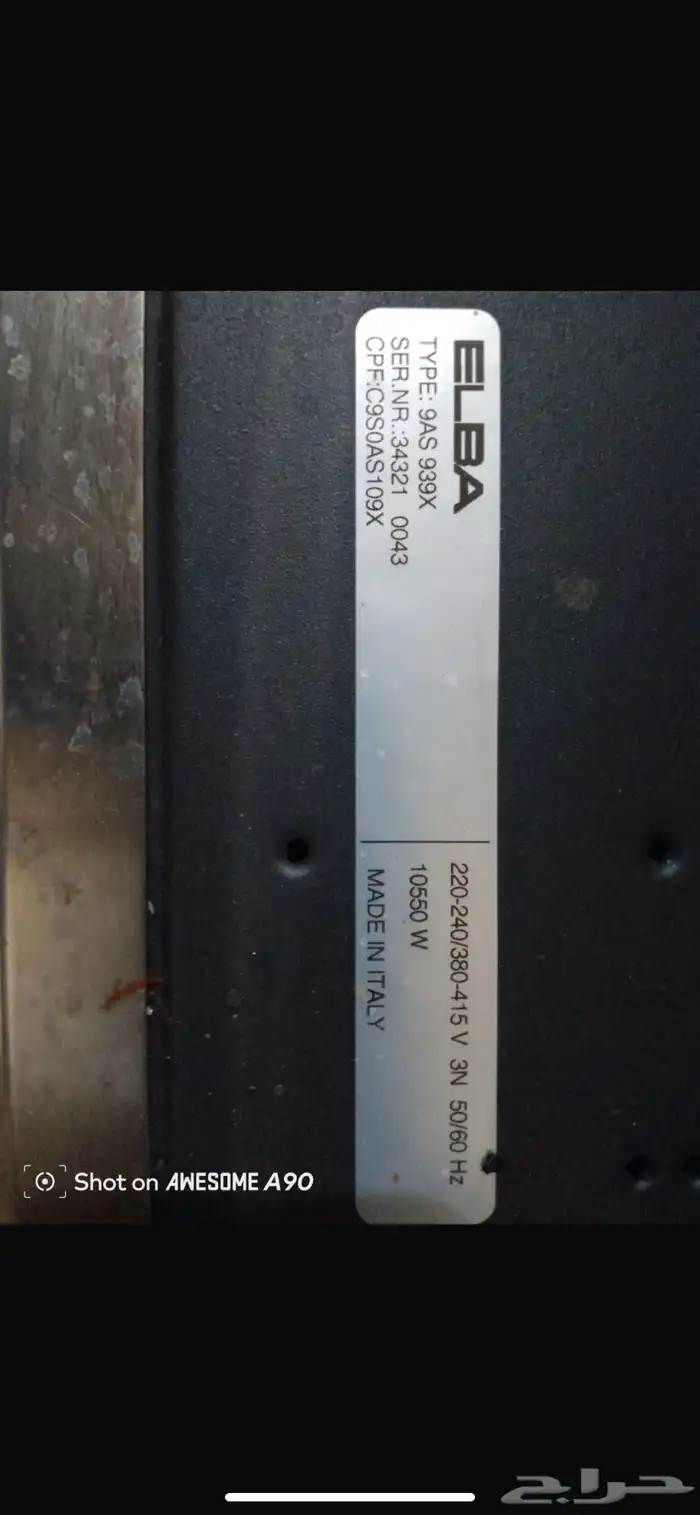 ELBA
TYPE: 9AS 939X
SER.NR.:34321 0043
CPF:C9S0AS109X
220-240/380-415 V 3N 50/60 Hz
10550 W
MADE IN ITALY
Shot on AWESOME A90
حراج